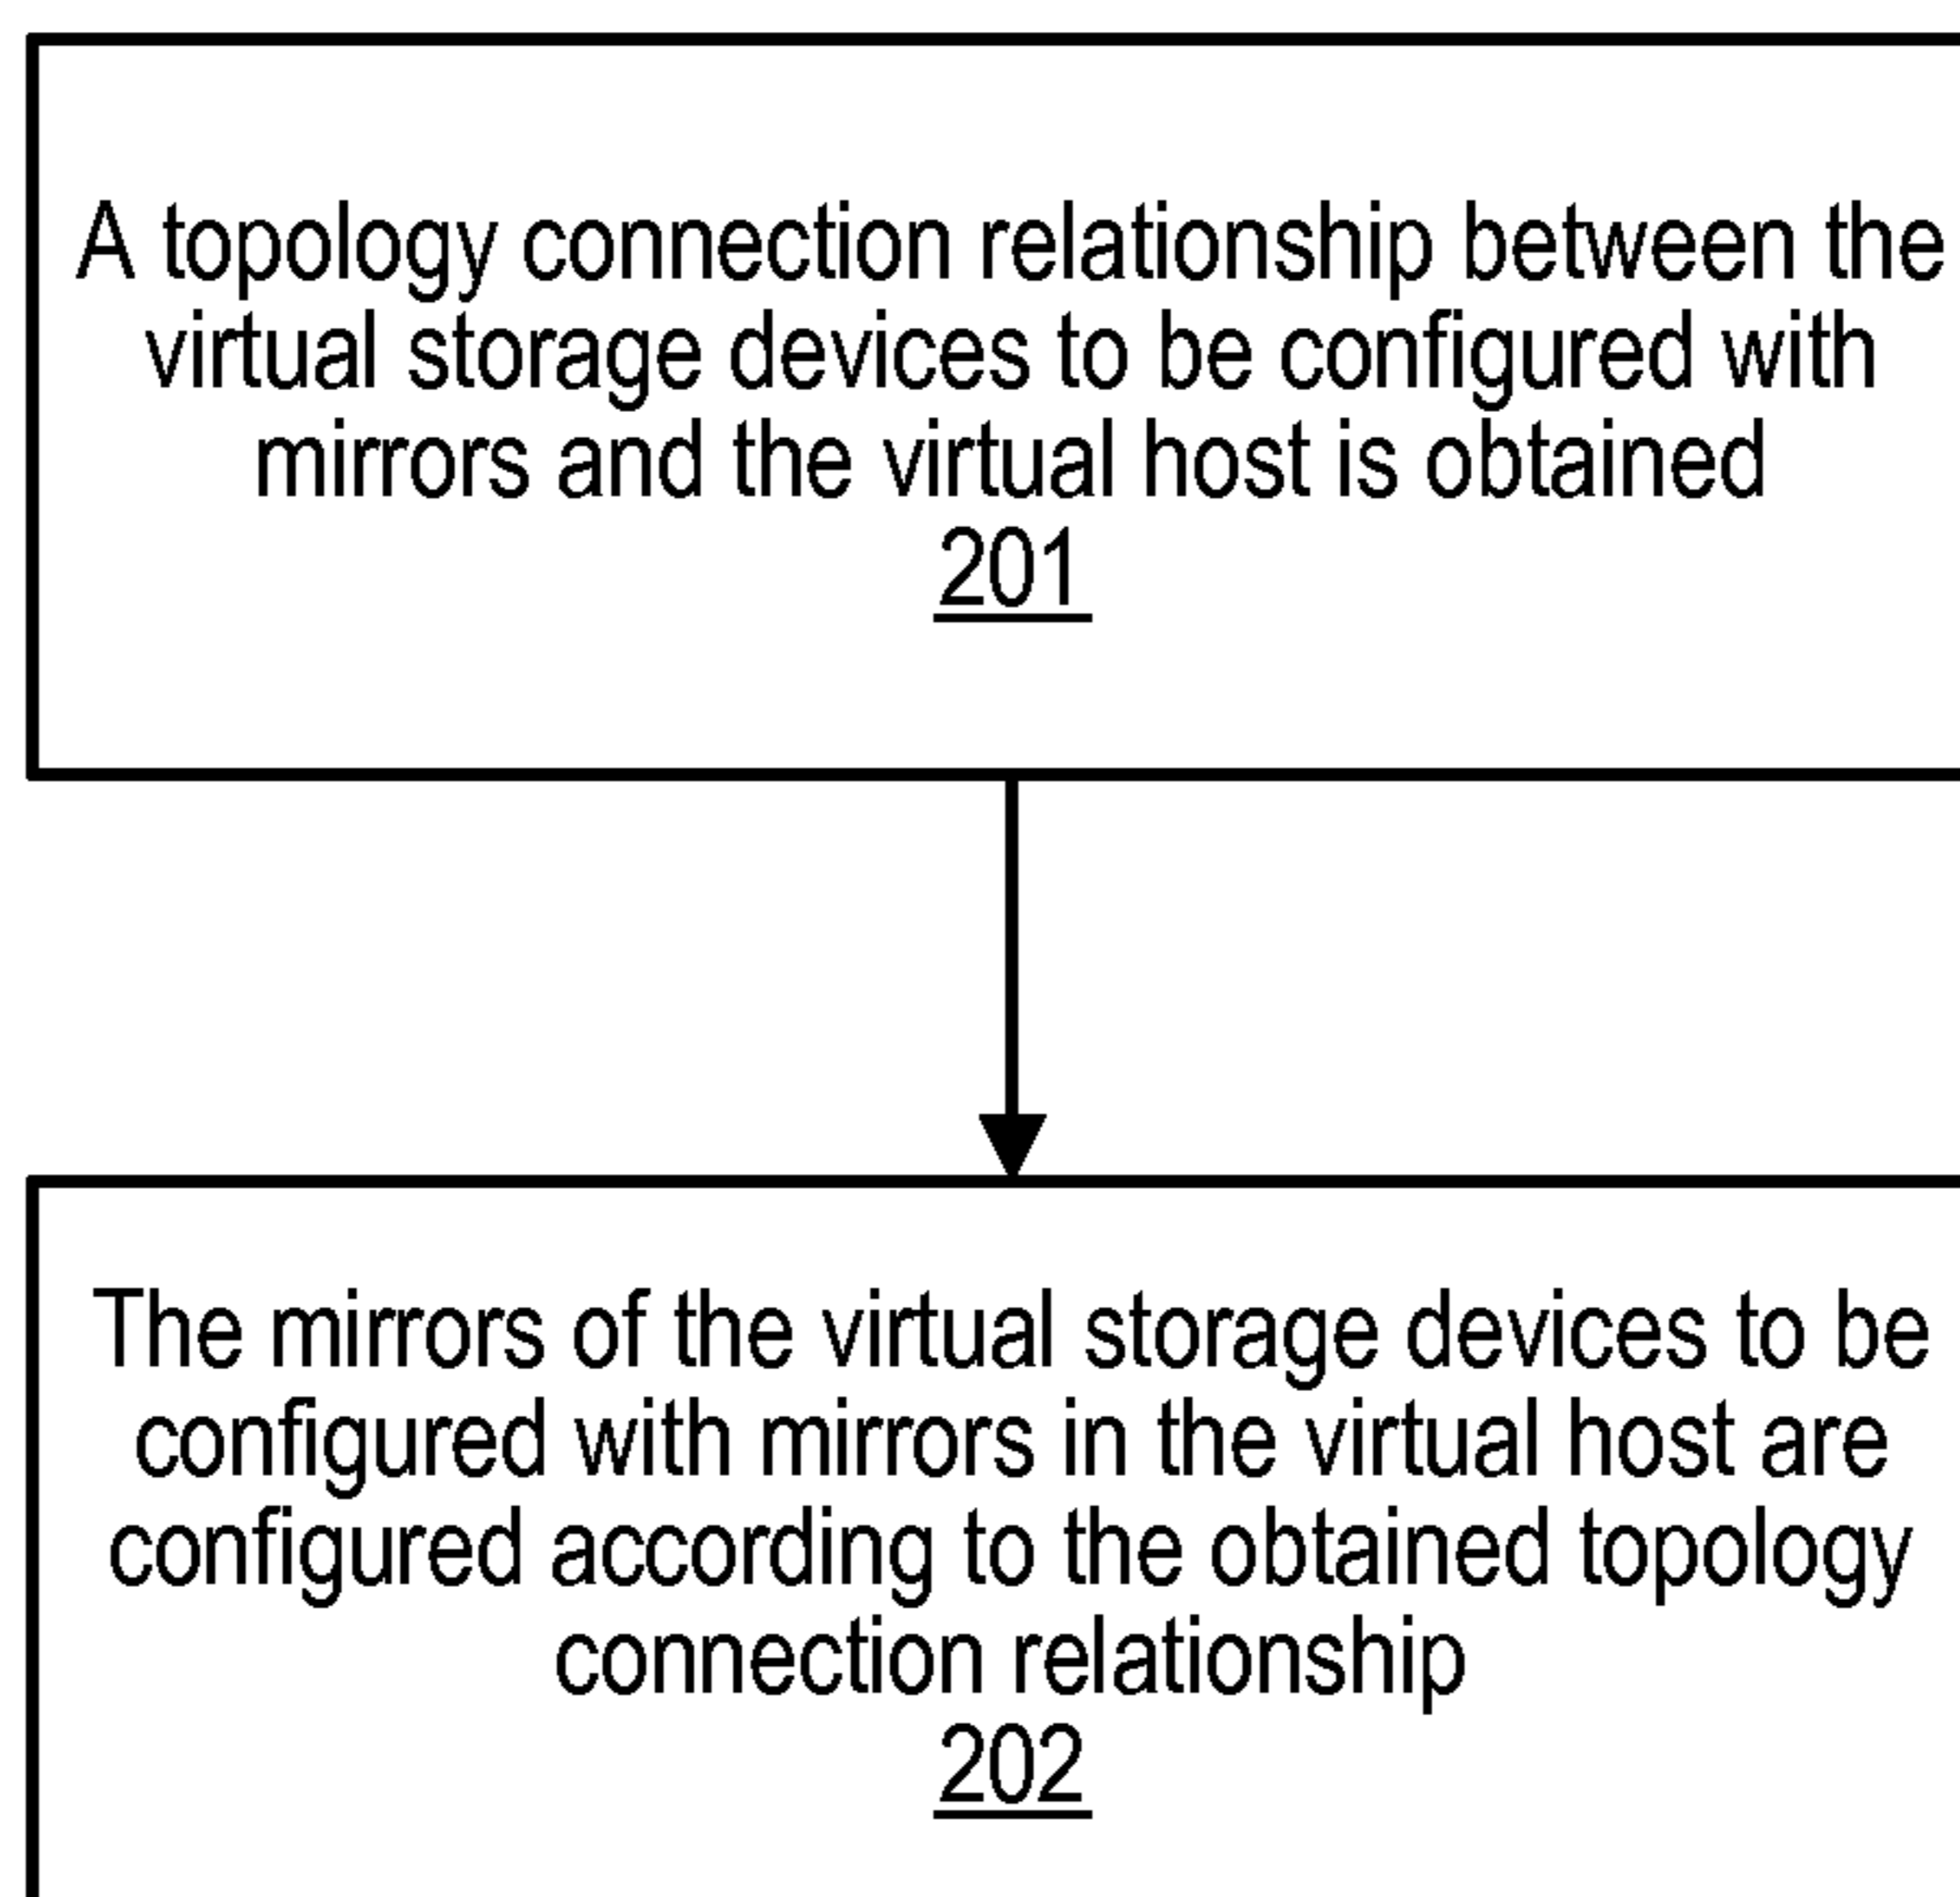 A topology connection relationship between the
virtual storage devices to be configured with
mirrors and the virtual host is obtained
201
The mirrors of the virtual storage devices to be
configured with mirrors in the virtual host are
configured according to the obtained topology
connection relationship
202